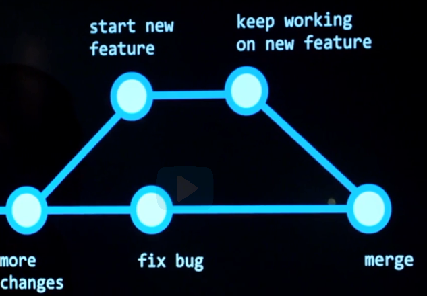 start new
feature
keep working
on new feature
more
changes
fix bug
merge